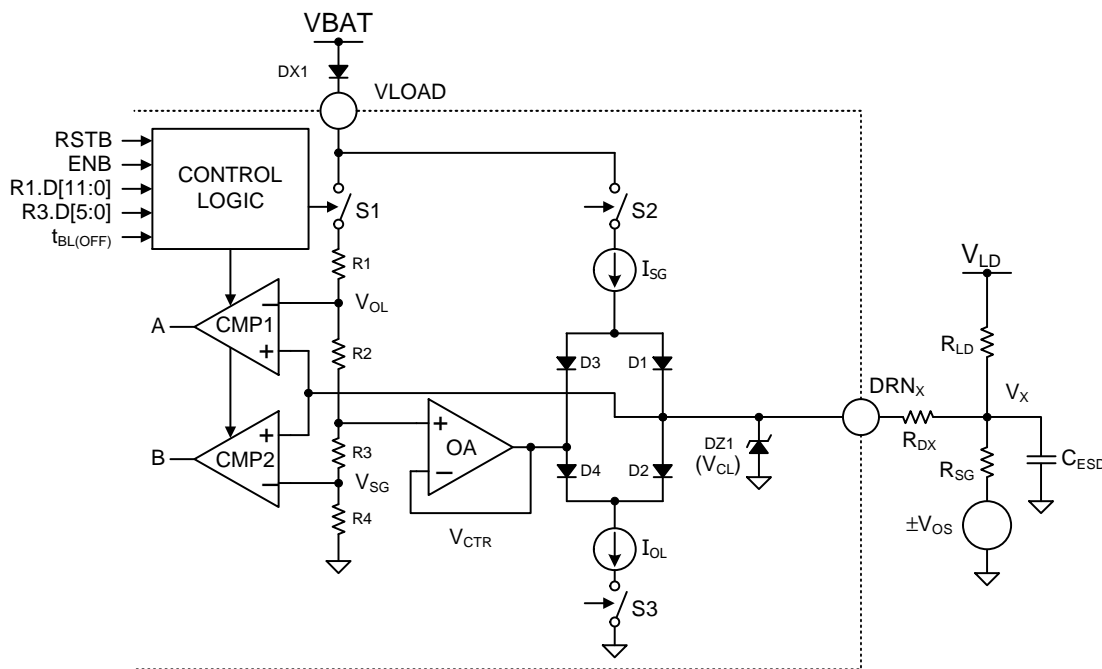 VBAT
DX1
VLOAD
RSTB
ENB
R1.D[11:0]
R3.D[5:0]
tBL(OFF)
CONTROL
LOGIC
S1
S2
R1
ISG
VLD
A
CMP1
VOL
R2
D3
D1
RLD
DRNX
VX
B
CMP2
R3
OA
D4
D2
DZ1
(VCL)
RDX
RSG
CESD
VSG
R4
VCTR
IOL
±VOS
S3